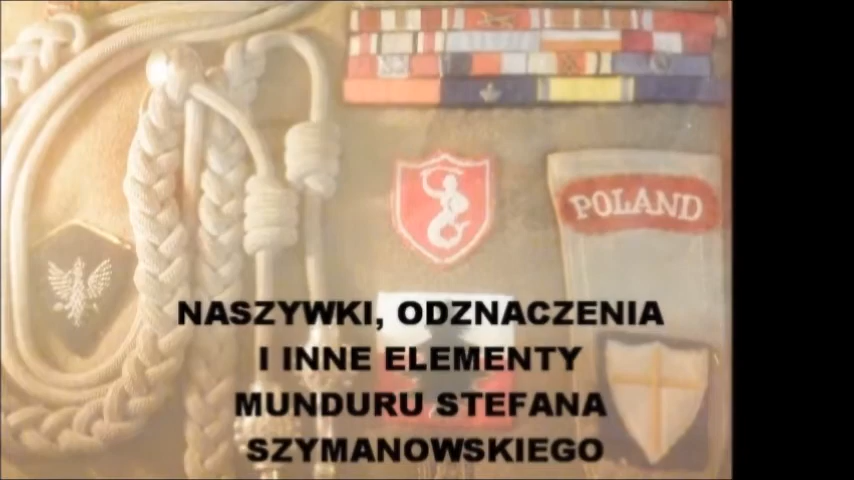 POLAND
NASZYWKI, ODZNACZENIA
I INNE ELEMENTY
MUNDURU STEFANA
SZYMANOWSKIEGO